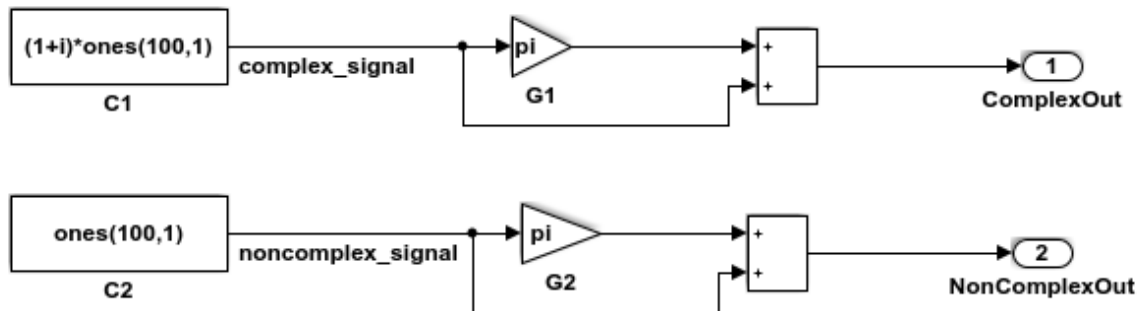 (1+i)*ones(100,1)
complex_signal
C1
pi
G1
+
+
1
ComplexOut
ones(100,1)
noncomplex_signal
C2
pi
G2
+
+
2
NonComplexOut